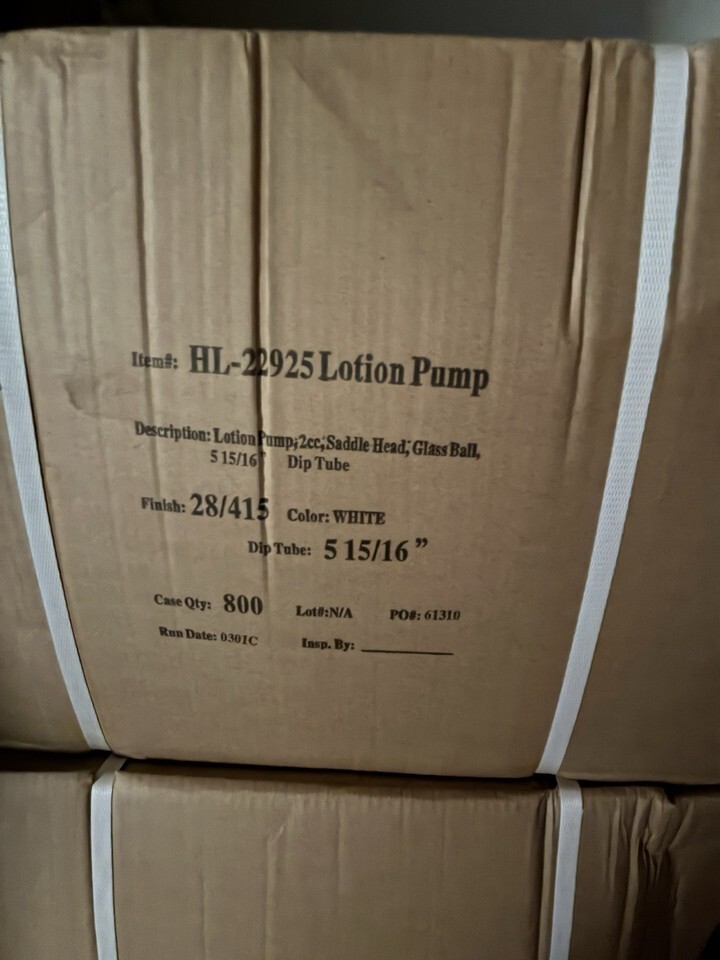 Item#: HL-22925 Lotion Pump
Description: Lotion Pump, 2cc, Saddle Head, Glass Ball,
5 15/16" Dip Tube
Finish: 28/415 Color: WHITE
Dip Tube: 5 15/16 ”
Case Qty: 800 Lot#:N/A PO#: 61310
Run Date: 0301C Insp. By: ___________